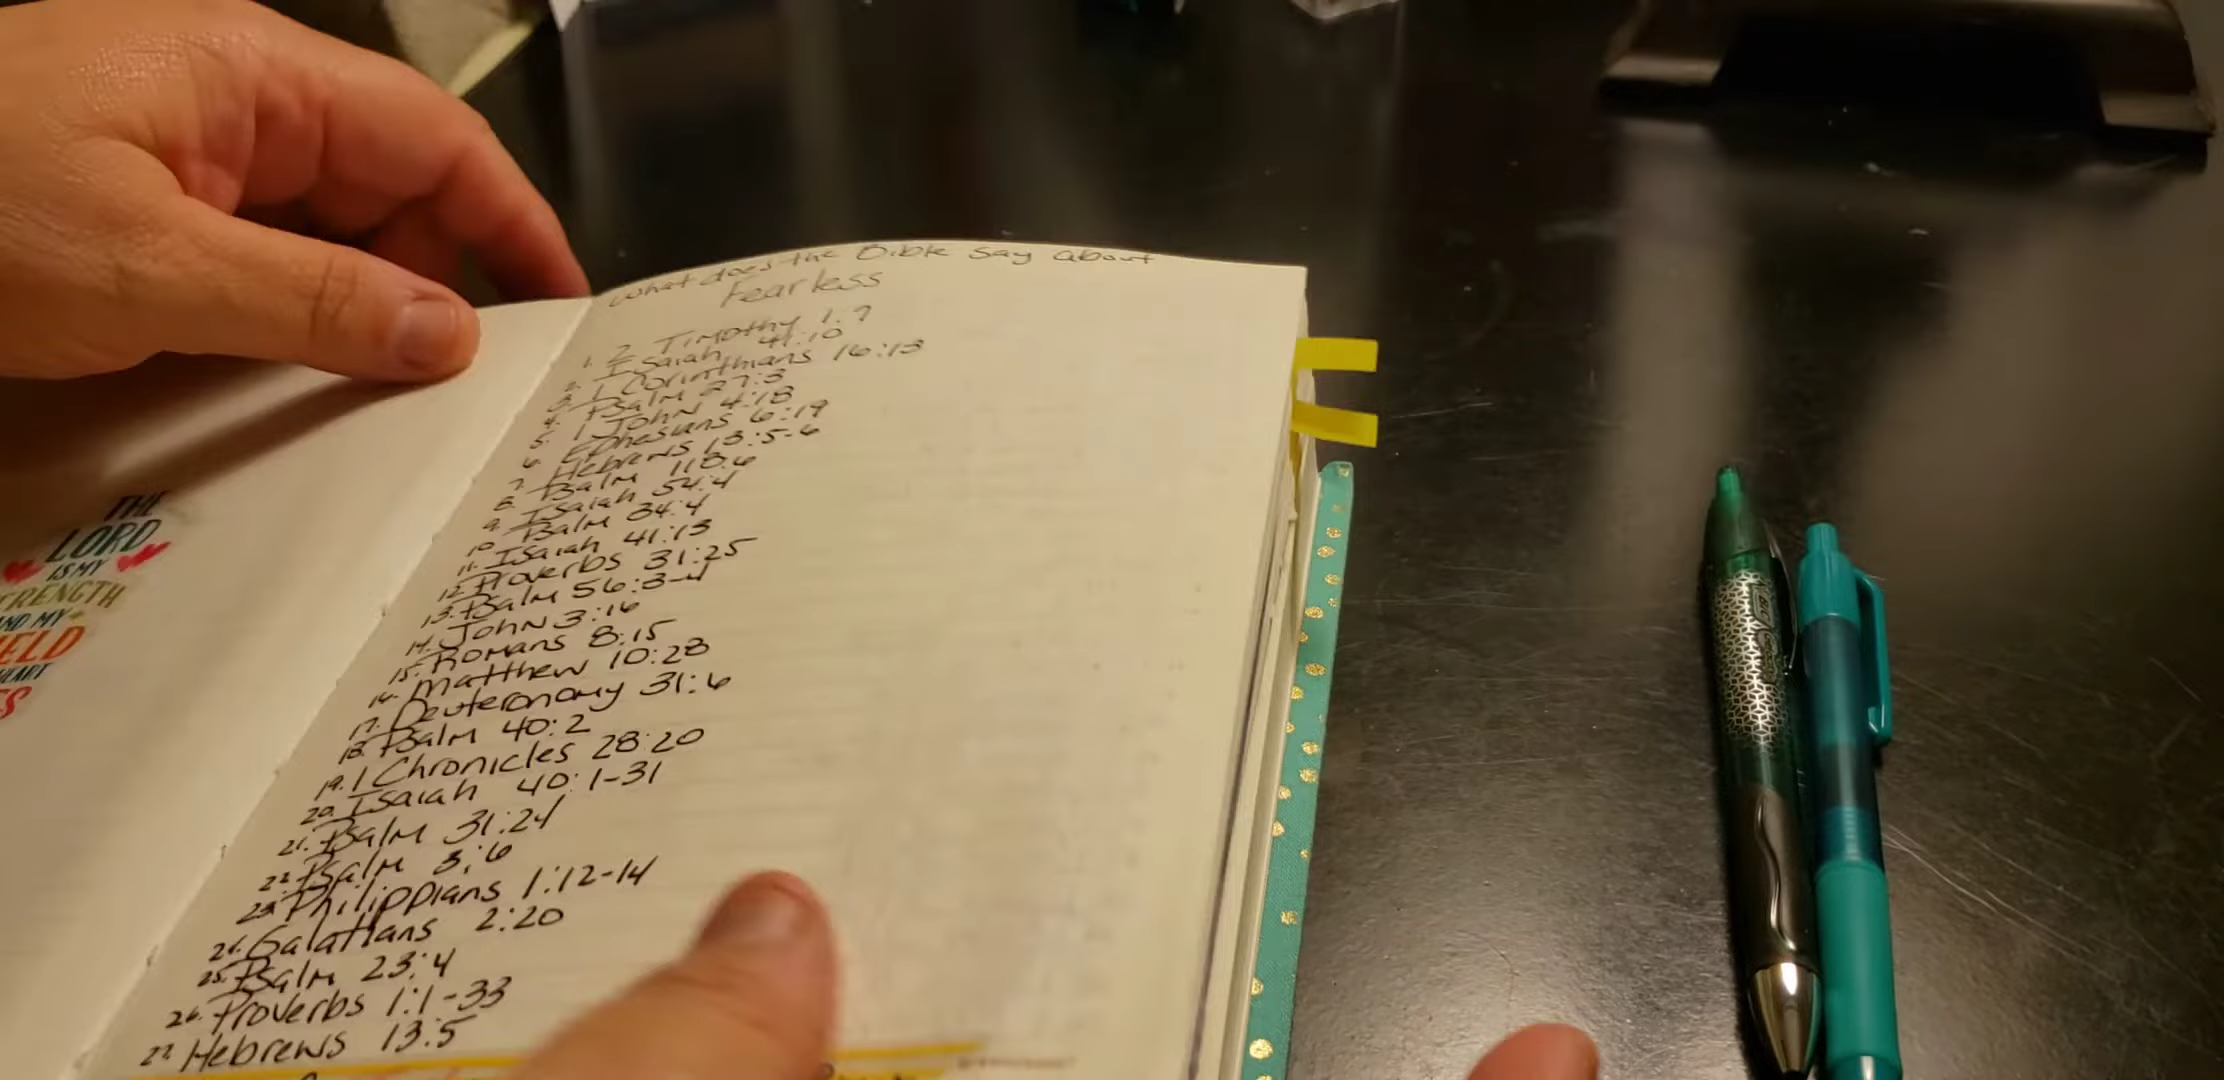 THE
LORD
IS MY
STRENGTH
AND MY
HEART
What does the Bible say about
Fearless
1. 2 Timothy 1:7
2. Isaiah 41:10
3. 1 Corinthians 16:13
4. Psalm 27:3
5. 1 John 4:18
6. Ephesians 6:19
7. Hebrews 13:5-6
8. Psalm 118:6
9. Isaiah 54:4
10. Psalm 34:4
11. Isaiah 41:13
12. Proverbs 31:25
13. Psalm 56:3-4
14. John 3:16
15. Romans 8:15
16. Matthew 10:28
17. Deuteronomy 31:6
18. Psalm 40:2
19. 1 Chronicles 28:20
20. Isaiah 40:1-31
21. Psalm 31:24
22. Psalm 3:6
23. Philippians 1:12-14
24. Galatians 2:20
25. Psalm 23:4
26. Proverbs 1:1-33
27. Hebrews 13:5